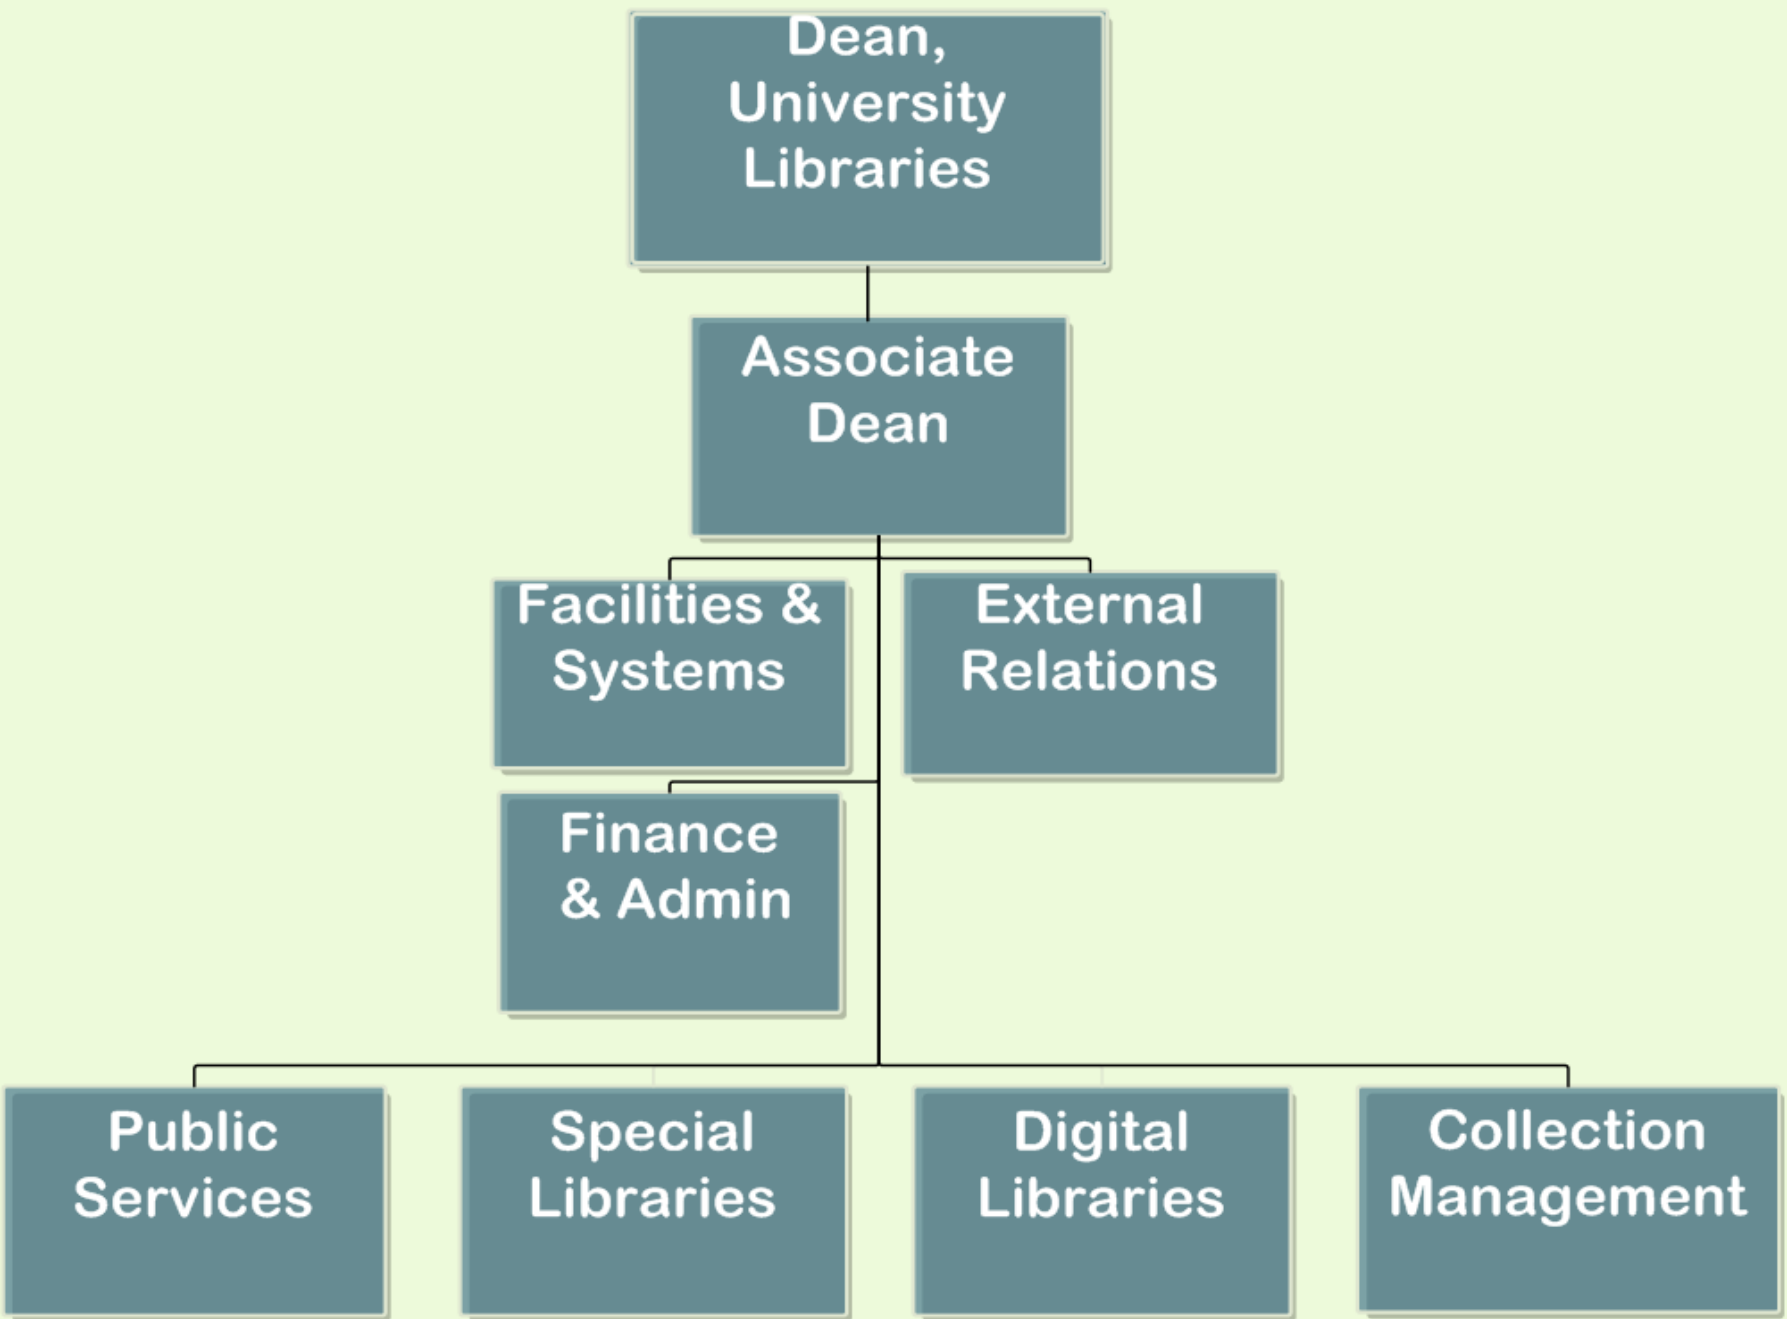 Dean,
University
Libraries
Associate
Dean
Facilities &
Systems
External
Relations
Finance
& Admin
Public
Services
Special
Libraries
Digital
Libraries
Collection
Management